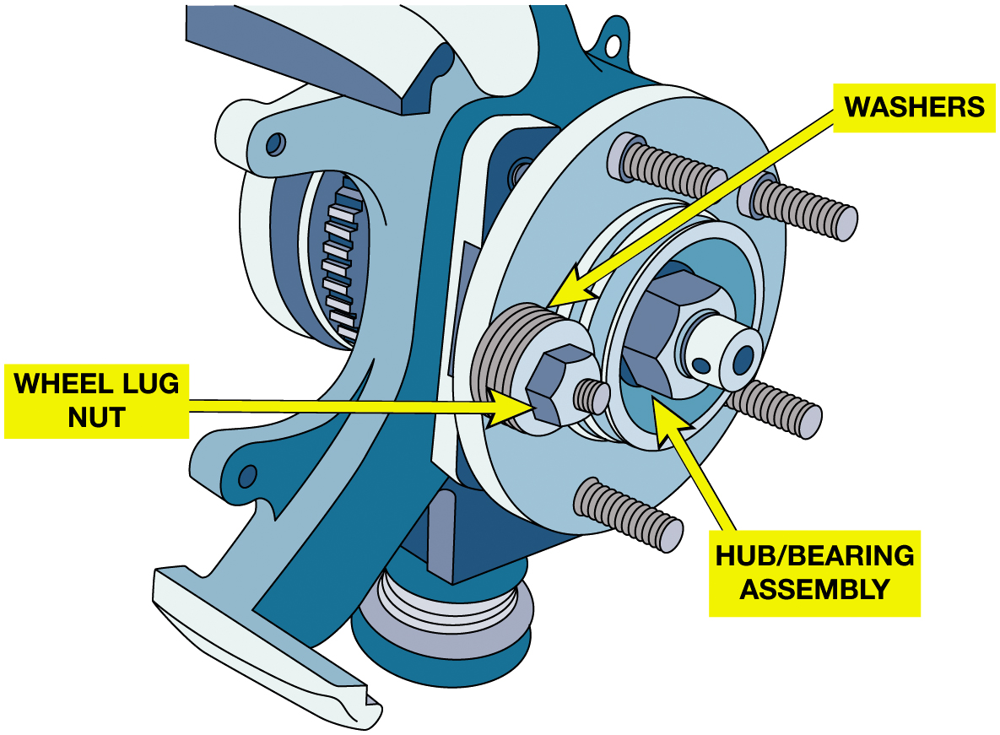 WASHERS
WHEEL LUG
NUT
HUB/BEARING
ASSEMBLY